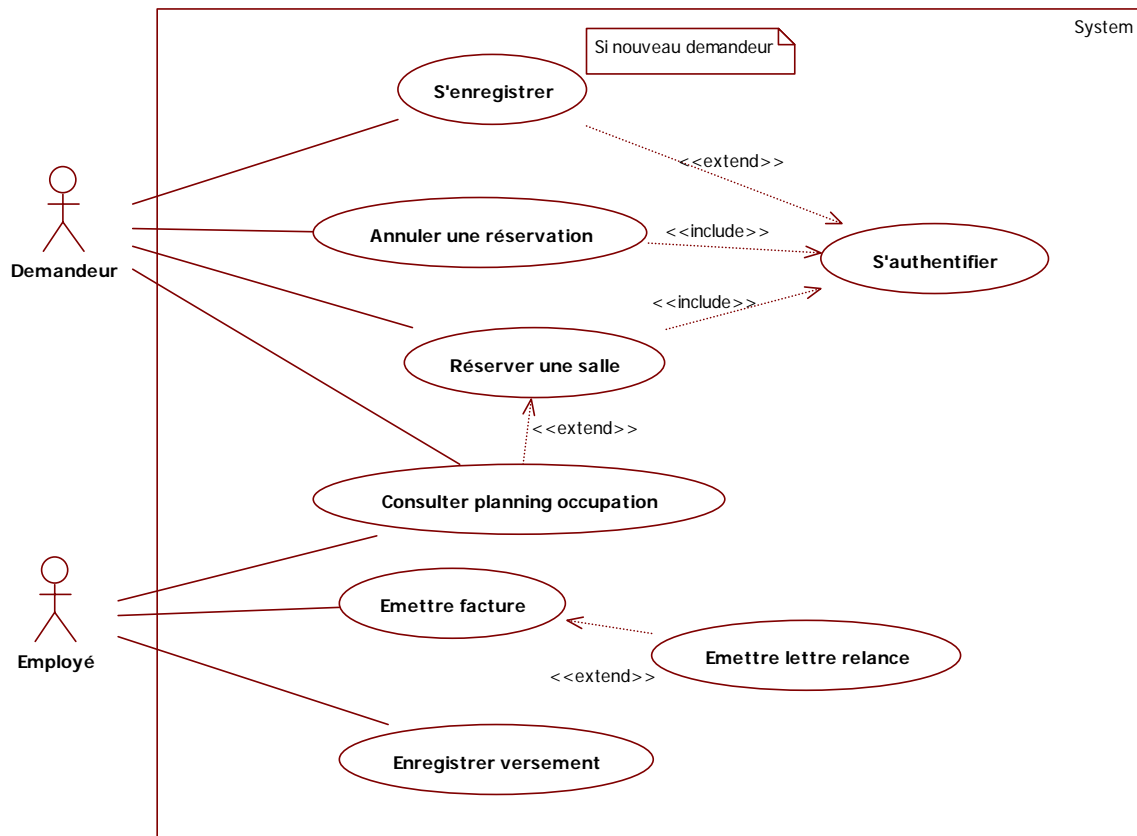 System
Si nouveau demandeur
S'enregistrer
<<extend>>
Annuler une réservation
<<include>>
S'authentifier
Demandeur
<<include>>
Réserver une salle
<<extend>>
Consulter planning occupation
Emettre facture
Employé
Emettre lettre relance
<<extend>>
Enregistrer versement